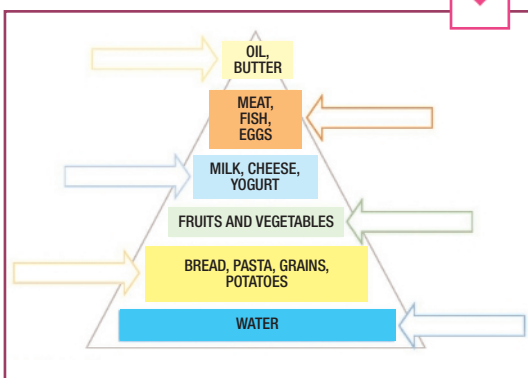 OIL,
BUTTER
MEAT,
FISH,
EGGS
MILK, CHEESE,
YOGURT
FRUITS AND VEGETABLES
BREAD, PASTA, GRAINS,
POTATOES
WATER